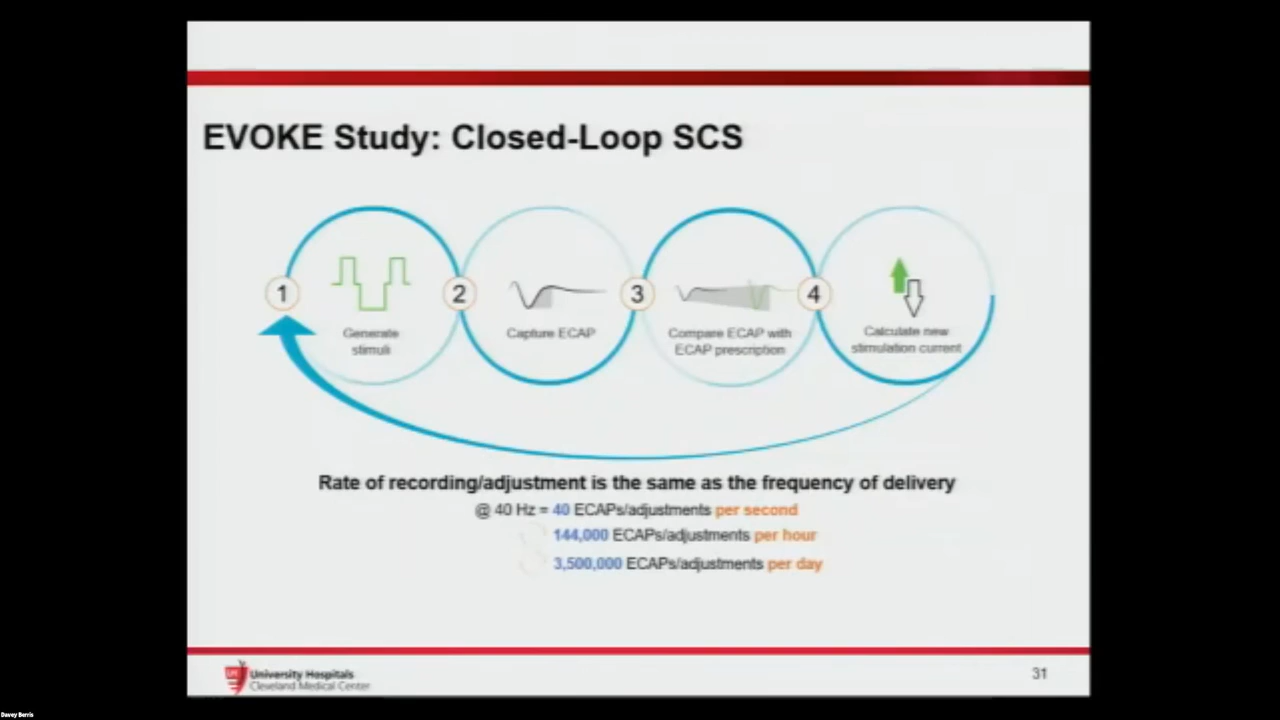 EVOKE Study: Closed-Loop SCS
1
2
3
4
Generate
stimuli
Capture ECAP
Compare ECAP with
ECAP prescription
Calculate new
stimulation current
Rate of recording/adjustment is the same as the frequency of delivery
@ 40 Hz = 40 ECAPs/adjustments per second
144,000 ECAPs/adjustments per hour
3,500,000 ECAPs/adjustments per day
University Hospitals
Cleveland Medical Center
31
Davey Berris